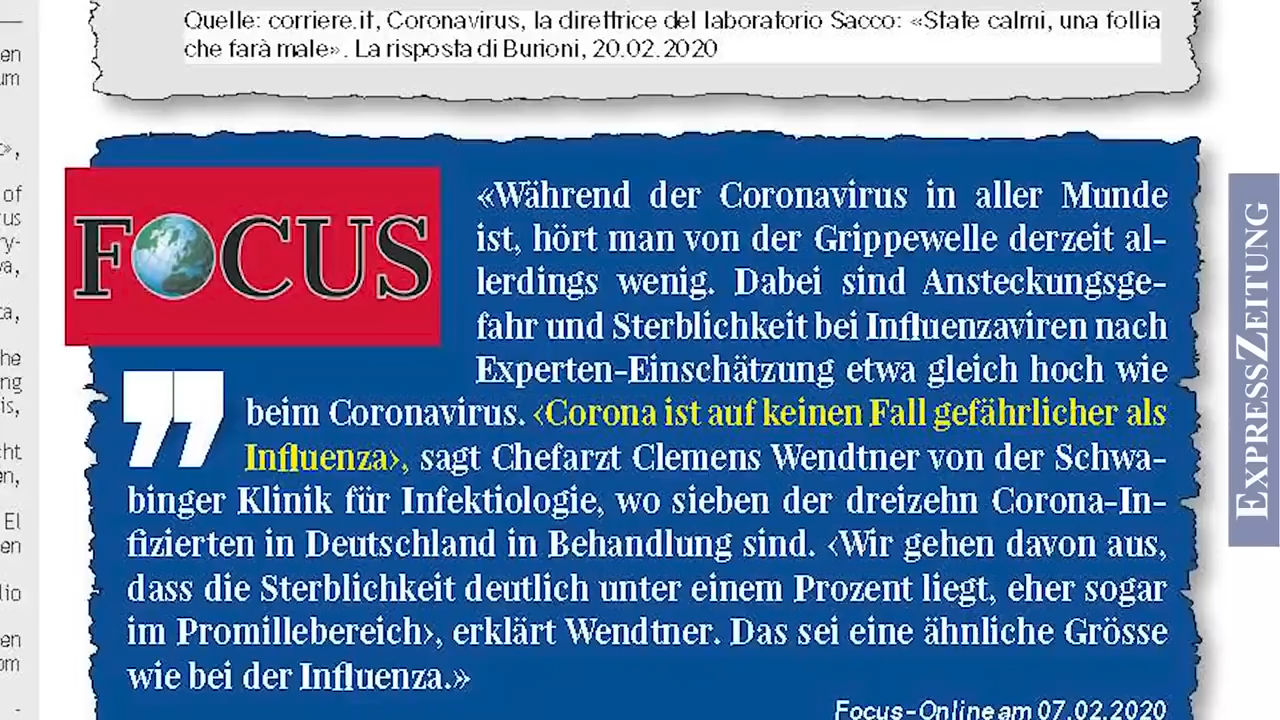 Quelle: corriere.it, Coronavirus, la direttrice del laboratorio Sacco: «State calmi, una follia
che farà male». La risposta di Burioni, 20.02.2020
FOCUS
«Während der Coronavirus in aller Munde
ist, hört man von der Grippewelle derzeit al-
lerdings wenig. Dabei sind Ansteckungsge-
fahr und Sterblichkeit bei Influenzaviren nach
Experten-Einschätzung etwa gleich hoch wie
beim Coronavirus. ‹Corona ist auf keinen Fall gefährlicher als
Influenza›, sagt Chefarzt Clemens Wendtner von der Schwa-
binger Klinik für Infektiologie, wo sieben der dreizehn Corona-In-
fizierten in Deutschland in Behandlung sind. ‹Wir gehen davon aus,
dass die Sterblichkeit deutlich unter einem Prozent liegt, eher sogar
im Promillebereich›, erklärt Wendtner. Das sei eine ähnliche Grösse
wie bei der Influenza.»
Focus-Online am 07.02.2020
EXPRESSZEITUNG